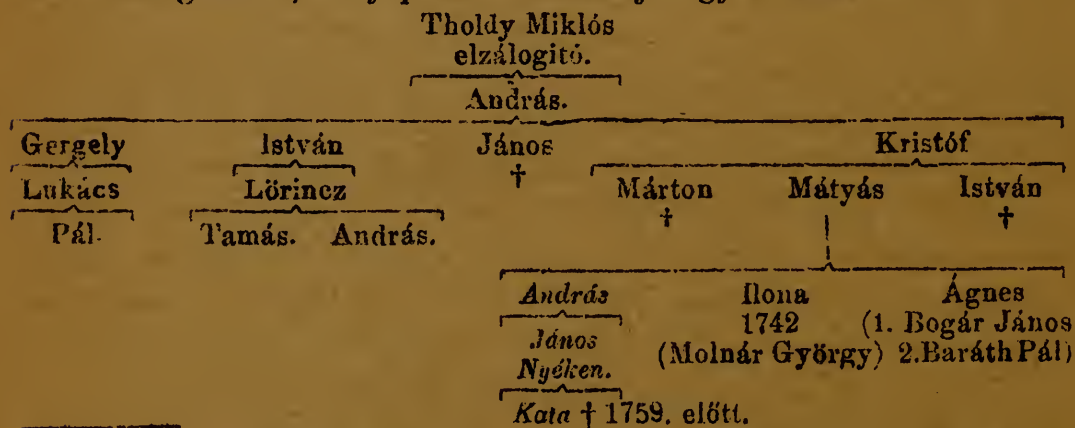 Tholdy Miklós
elzálogitó.
András.
Gergely István János Kristóf
Lukács Lörincz † Márton Mátyás István
Pál. Tamás. András. † †
András Ilona Ágnes
János 1742 (1. Bogár János
Nyéken. (Molnár György) 2. Baráth Pál)
Kata † 1759. előtt.